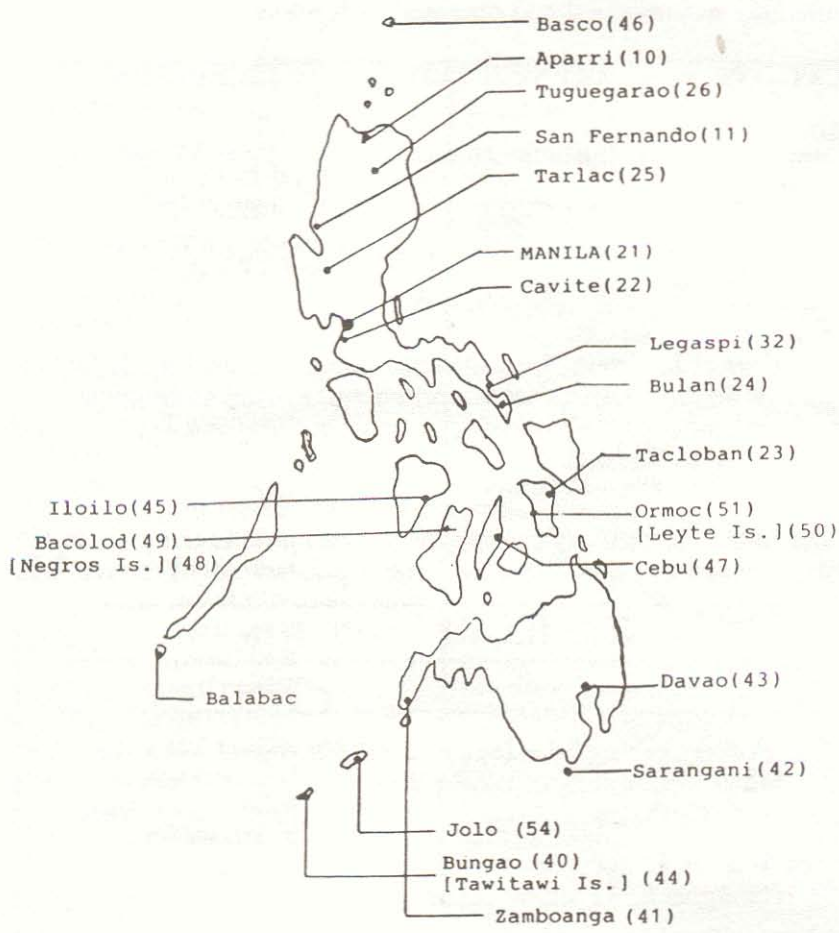 Basco(46)
Aparri(10)
Tuguegarao(26)
San Fernando(11)
Tarlac(25)
MANILA(21)
Cavite(22)
Legaspi(32)
Bulan(24)
Tacloban(23)
Iloilo(45)
Ormoc(51)
[Leyte Is.](50)
Bacolod(49)
[Negros Is.](48)
Cebu(47)
Balabac
Davao(43)
Sarangani(42)
Jolo (54)
Bungao (40)
[Tawitawi Is.] (44)
Zamboanga (41)